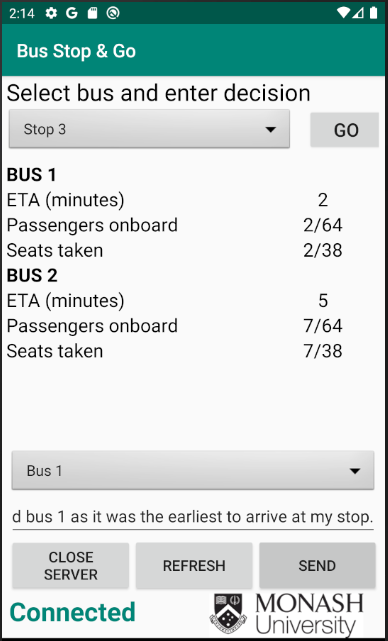 2:14
Bus Stop & Go
Select bus and enter decision
Stop 3
GO
BUS 1
ETA (minutes) 2
Passengers onboard 2/64
Seats taken 2/38
BUS 2
ETA (minutes) 5
Passengers onboard 7/64
Seats taken 7/38
Bus 1
d bus 1 as it was the earliest to arrive at my stop.
CLOSE
SERVER
REFRESH
SEND
Connected
MONASH
University